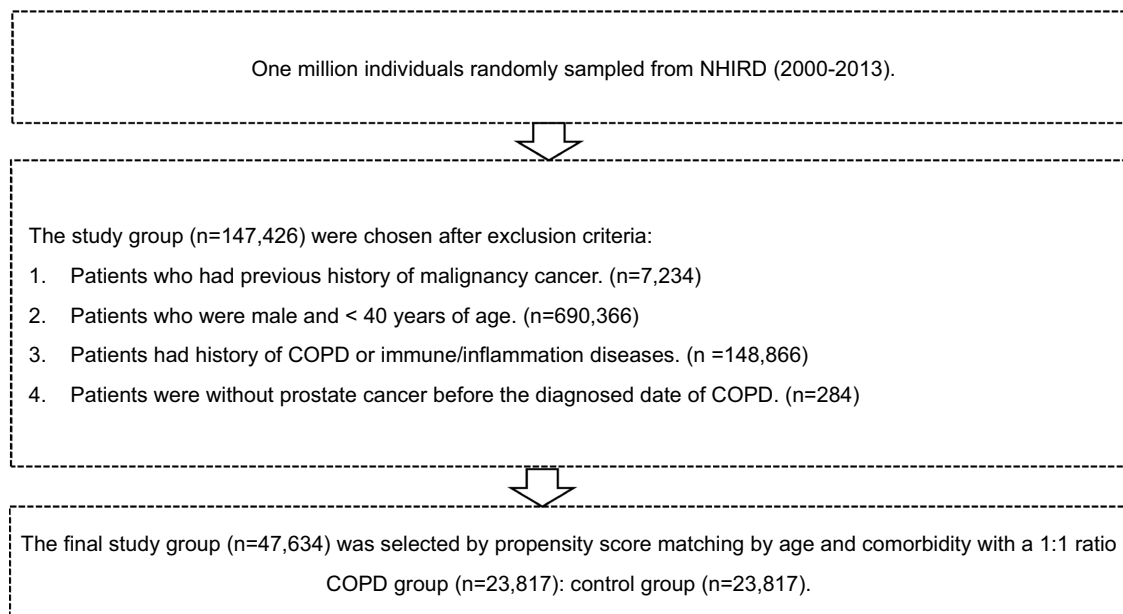 One million individuals randomly sampled from NHIRD (2000-2013).
The study group (n=147,426) were chosen after exclusion criteria:
1. Patients who had previous history of malignancy cancer. (n=7,234)
2. Patients who were male and < 40 years of age. (n=690,366)
3. Patients had history of COPD or immune/inflammation diseases. (n =148,866)
4. Patients were without prostate cancer before the diagnosed date of COPD. (n=284)
The final study group (n=47,634) was selected by propensity score matching by age and comorbidity with a 1:1 ratio
COPD group (n=23,817): control group (n=23,817).